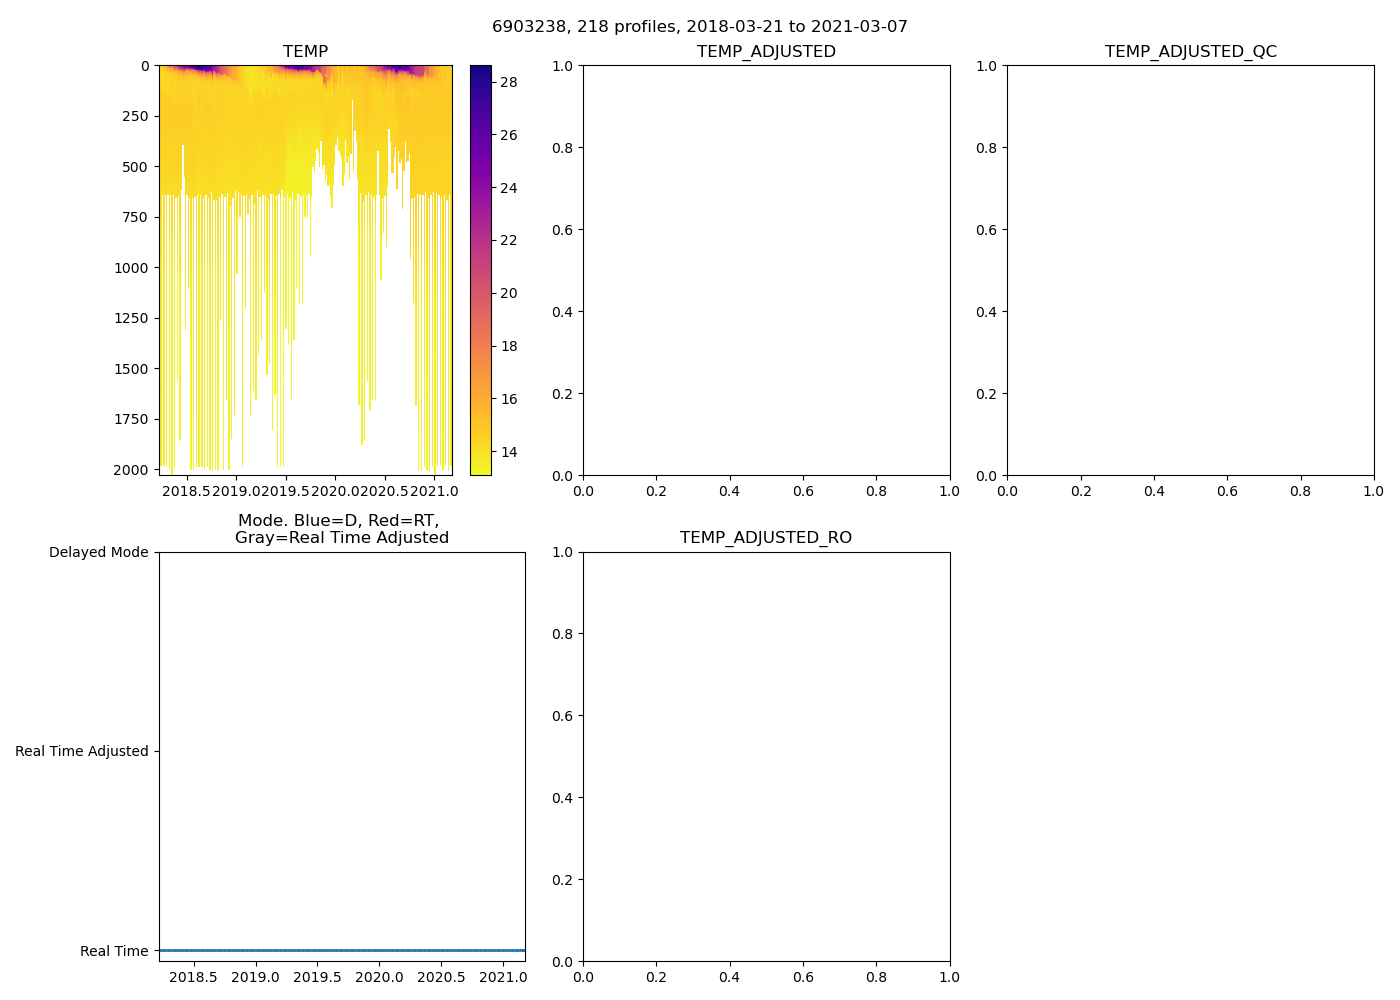 6903238, 218 profiles, 2018-03-21 to 2021-03-07
TEMP
0
250
500
750
1000
1250
1500
1750
2000
2018.5 2019.0 2019.5 2020.0 2020.5 2021.0
28
26
24
22
20
18
16
14
TEMP_ADJUSTED
1.0
0.8
0.6
0.4
0.2
0.0
0.0 0.2 0.4 0.6 0.8 1.0
TEMP_ADJUSTED_QC
1.0
0.8
0.6
0.4
0.2
0.0
0.0 0.2 0.4 0.6 0.8 1.0
Mode. Blue=D, Red=RT,
Gray=Real Time Adjusted
Delayed Mode
Real Time Adjusted
Real Time
2018.5 2019.0 2019.5 2020.0 2020.5 2021.0
TEMP_ADJUSTED_RO
1.0
0.8
0.6
0.4
0.2
0.0
0.0 0.2 0.4 0.6 0.8 1.0